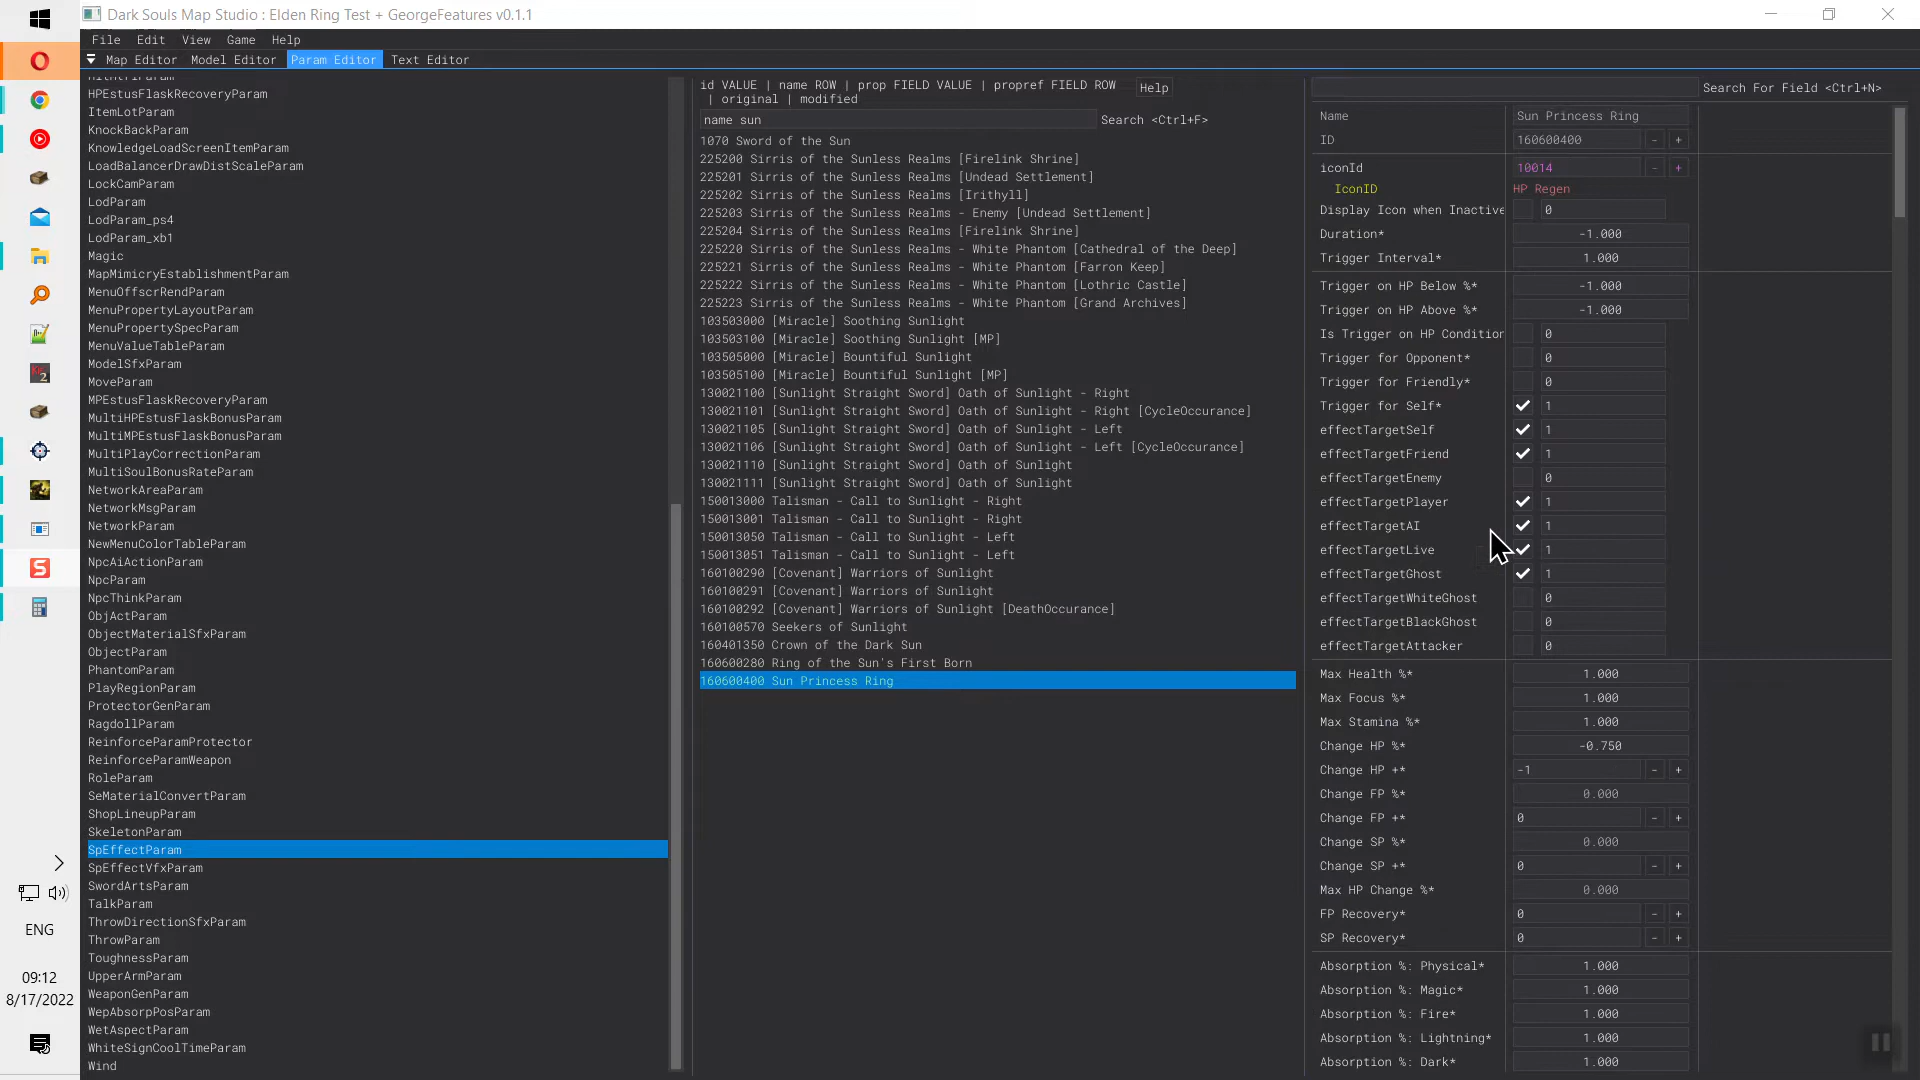 Dark Souls Map Studio : Elden Ring Test + GeorgeFeatures v0.1.1
File Edit View Game Help
Map Editor Model Editor Param Editor Text Editor
HPEstusFlaskRecoveryParam
ItemLotParam
KnockBackParam
KnowledgeLoadScreenItemParam
LoadBalancerDrawDistScaleParam
LockCamParam
LodParam
LodParam_ps4
LodParam_xb1
Magic
MapMimicryEstablishmentParam
MenuOffscrRendParam
MenuPropertyLayoutParam
MenuPropertySpecParam
MenuValueTableParam
ModelSfxParam
MoveParam
MPEstusFlaskRecoveryParam
MultiHPEstusFlaskBonusParam
MultiMPEstusFlaskBonusParam
MultiPlayCorrectionParam
MultiSoulBonusRateParam
NetworkAreaParam
NetworkMsgParam
NetworkParam
NewMenuColorTableParam
NpcAiActionParam
NpcParam
NpcThinkParam
ObjActParam
ObjectMaterialSfxParam
ObjectParam
PhantomParam
PlayRegionParam
ProtectorGenParam
RagdollParam
ReinforceParamProtector
ReinforceParamWeapon
RoleParam
SeMaterialConvertParam
ShopLineupParam
SkeletonParam
SpEffectParam
SpEffectVfxParam
SwordArtsParam
TalkParam
ThrowDirectionSfxParam
ThrowParam
ToughnessParam
UpperArmParam
WeaponGenParam
WepAbsorpPosParam
WetAspectParam
WhiteSignCoolTimeParam
Wind
id VALUE | name ROW | prop FIELD VALUE | propref FIELD ROW
| original | modified
Help
name sun Search <Ctrl+F>
1070 Sword of the Sun
225200 Sirris of the Sunless Realms [Firelink Shrine]
225201 Sirris of the Sunless Realms [Undead Settlement]
225202 Sirris of the Sunless Realms [Irithyll]
225203 Sirris of the Sunless Realms - Enemy [Undead Settlement]
225204 Sirris of the Sunless Realms [Firelink Shrine]
225220 Sirris of the Sunless Realms - White Phantom [Cathedral of the Deep]
225221 Sirris of the Sunless Realms - White Phantom [Farron Keep]
225222 Sirris of the Sunless Realms - White Phantom [Lothric Castle]
225223 Sirris of the Sunless Realms - White Phantom [Grand Archives]
103503000 [Miracle] Soothing Sunlight
103503100 [Miracle] Soothing Sunlight [MP]
103505000 [Miracle] Bountiful Sunlight
103505100 [Miracle] Bountiful Sunlight [MP]
130021100 [Sunlight Straight Sword] Oath of Sunlight - Right
130021101 [Sunlight Straight Sword] Oath of Sunlight - Right [CycleOccurance]
130021105 [Sunlight Straight Sword] Oath of Sunlight - Left
130021106 [Sunlight Straight Sword] Oath of Sunlight - Left [CycleOccurance]
130021110 [Sunlight Straight Sword] Oath of Sunlight
130021111 [Sunlight Straight Sword] Oath of Sunlight
150013000 Talisman - Call to Sunlight - Right
150013001 Talisman - Call to Sunlight - Right
150013050 Talisman - Call to Sunlight - Left
150013051 Talisman - Call to Sunlight - Left
160100290 [Covenant] Warriors of Sunlight
160100291 [Covenant] Warriors of Sunlight
160100292 [Covenant] Warriors of Sunlight [DeathOccurance]
160100570 Seekers of Sunlight
160401350 Crown of the Dark Sun
160600280 Ring of the Sun's First Born
160600400 Sun Princess Ring
Search For Field <Ctrl+N>
Name Sun Princess Ring
ID 160600400 - +
iconId 10014 - +
IconID HP Regen
Display Icon when Inactive 0
Duration* -1.000
Trigger Interval* 1.000
Trigger on HP Below %* -1.000
Trigger on HP Above %* -1.000
Is Trigger on HP Condition 0
Trigger for Opponent* 0
Trigger for Friendly* 0
Trigger for Self* 1
effectTargetSelf 1
effectTargetFriend 1
effectTargetEnemy 0
effectTargetPlayer 1
effectTargetAI 1
effectTargetLive 1
effectTargetGhost 1
effectTargetWhiteGhost 0
effectTargetBlackGhost 0
effectTargetAttacker 0
Max Health %* 1.000
Max Focus %* 1.000
Max Stamina %* 1.000
Change HP %* -0.750
Change HP +* -1 - +
Change FP %* 0.000
Change FP +* 0 - +
Change SP %* 0.000
Change SP +* 0 - +
Max HP Change %* 0.000
FP Recovery* 0 - +
SP Recovery* 0 - +
Absorption %: Physical* 1.000
Absorption %: Magic* 1.000
Absorption %: Fire* 1.000
Absorption %: Lightning* 1.000
Absorption %: Dark* 1.000
ENG
09:12
8/17/2022